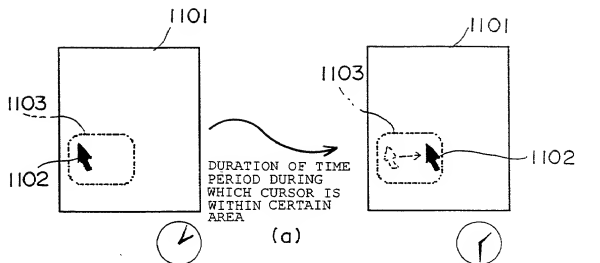 1101
1101
1103
1103
1102
1102
DURATION OF TIME
PERIOD DURING
WHICH CURSOR IS
WITHIN CERTAIN
AREA
(a)